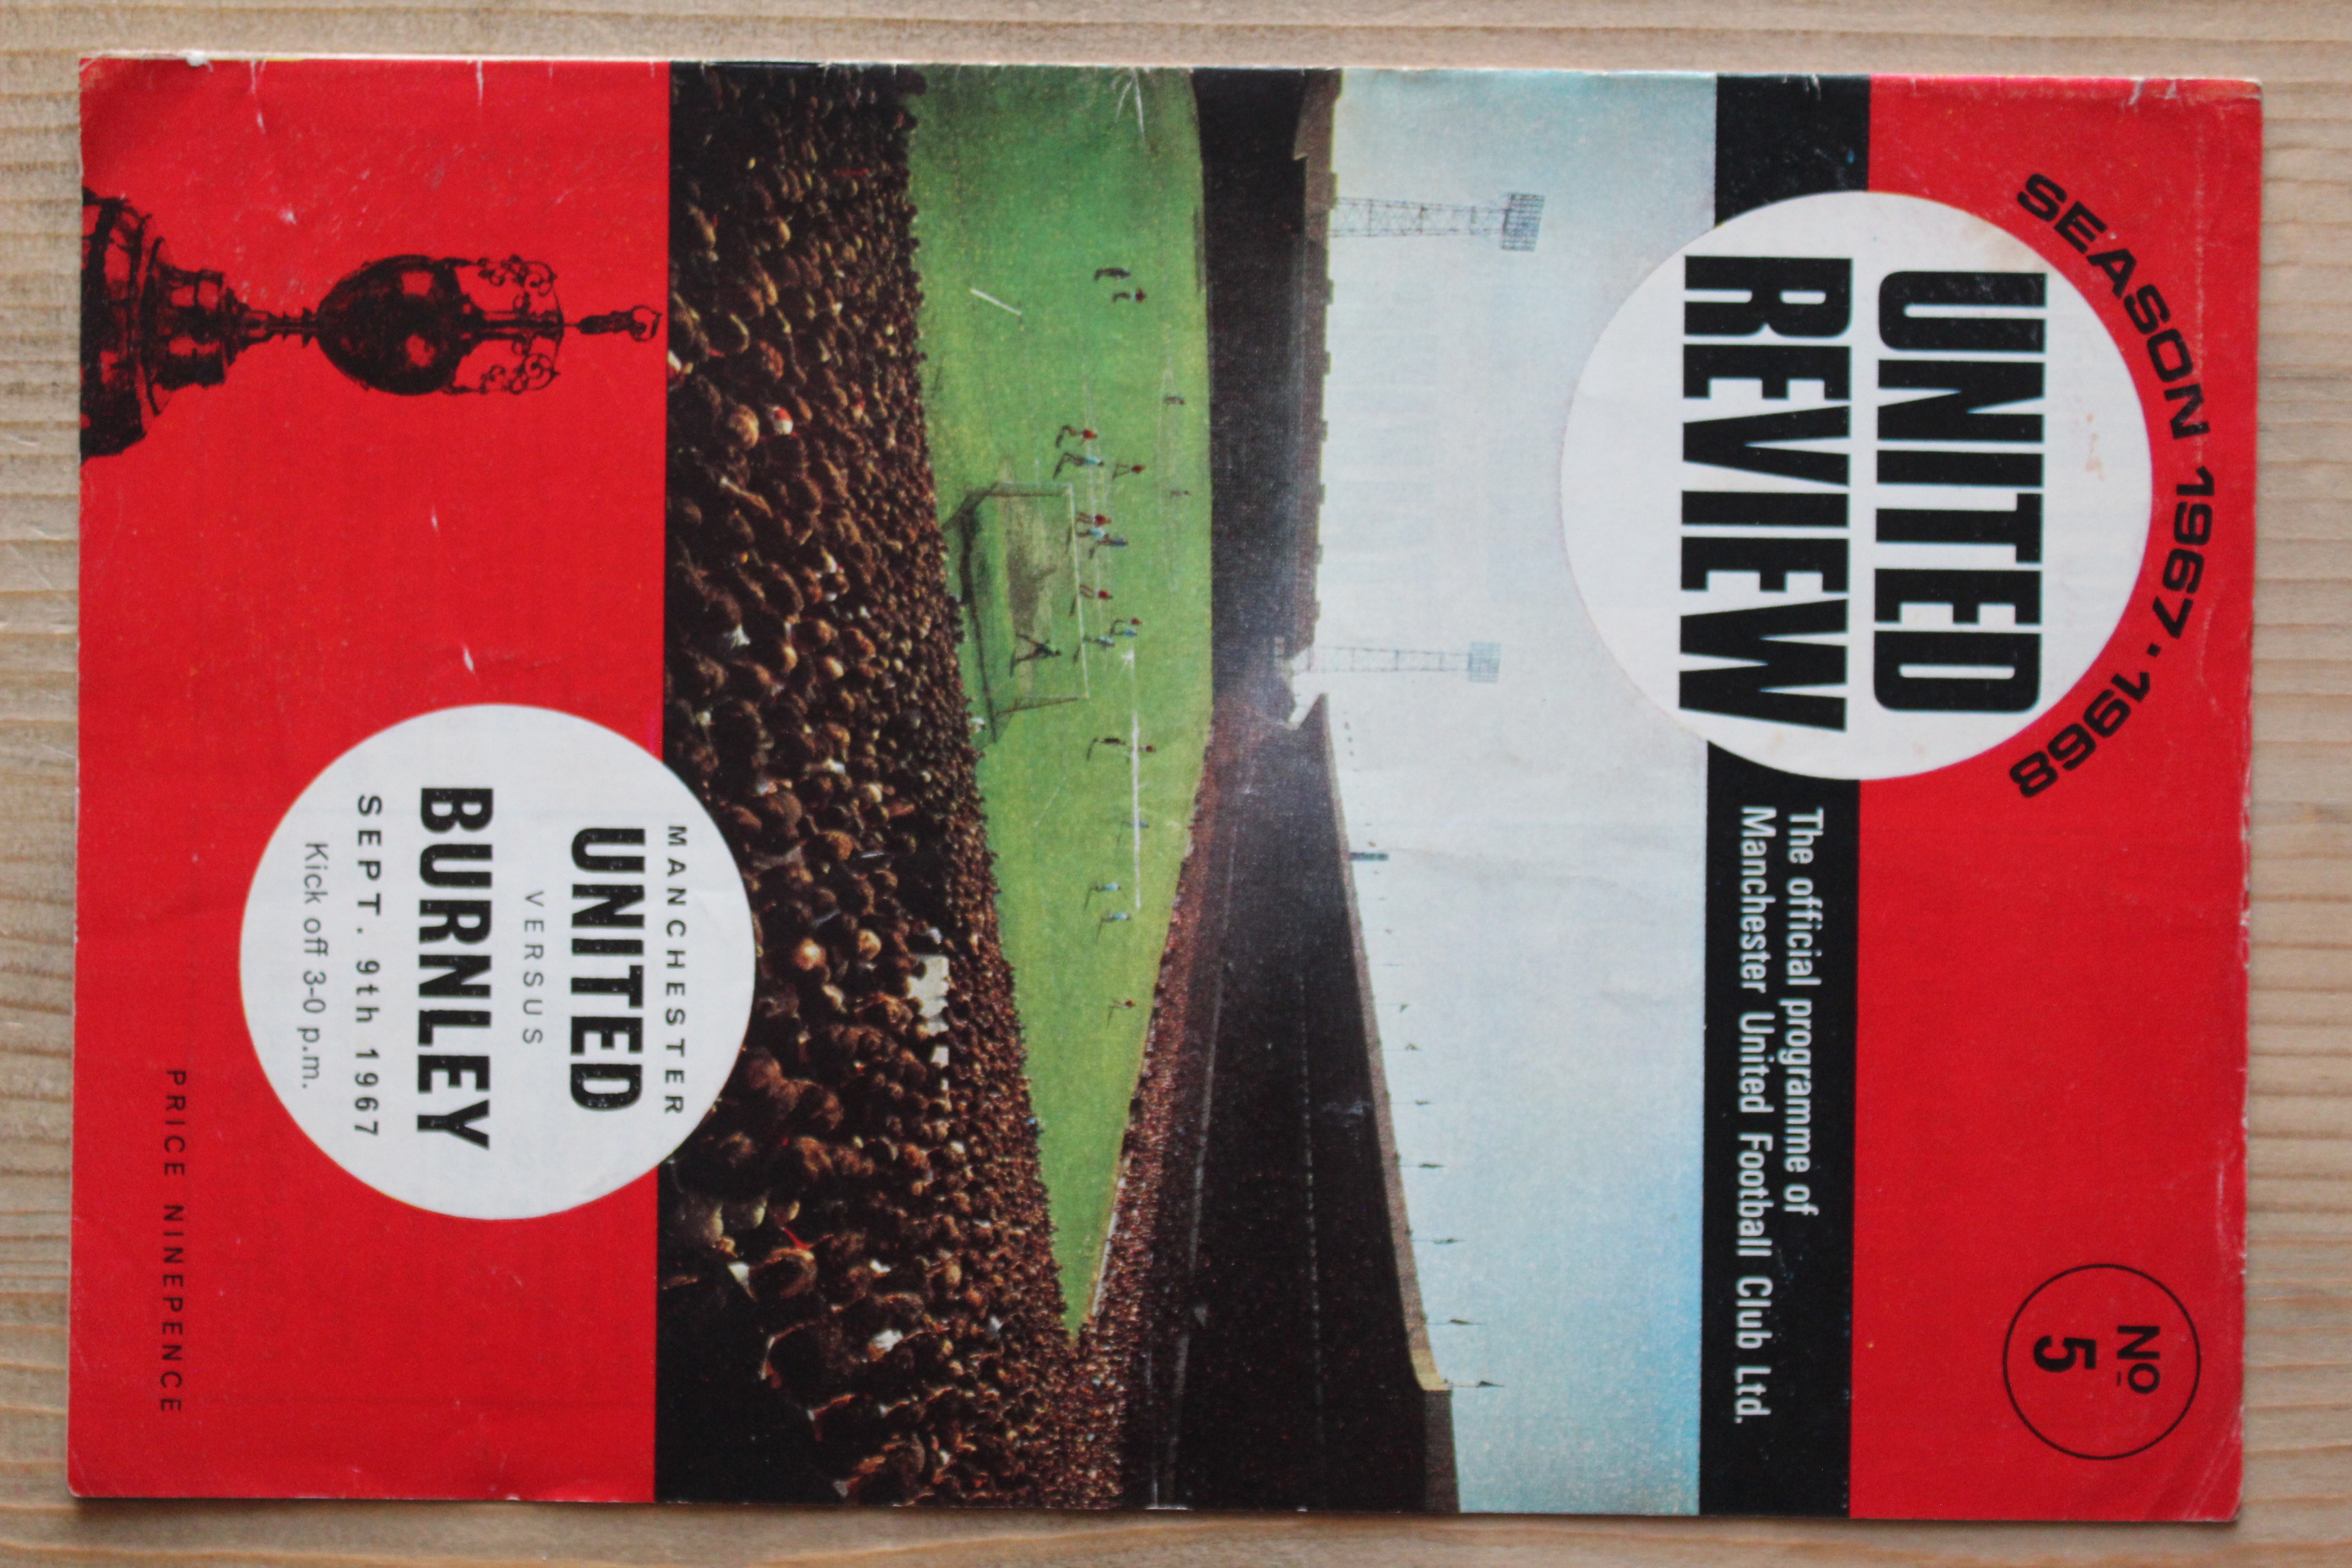 SEASON 1967·1968
UNITED
REVIEW
Nº
5
The official programme of
Manchester United Football Club Ltd.
MANCHESTER
UNITED
VERSUS
BURNLEY
SEPT. 9th 1967
Kick off 3-0 p.m.
PRICE NINEPENCE